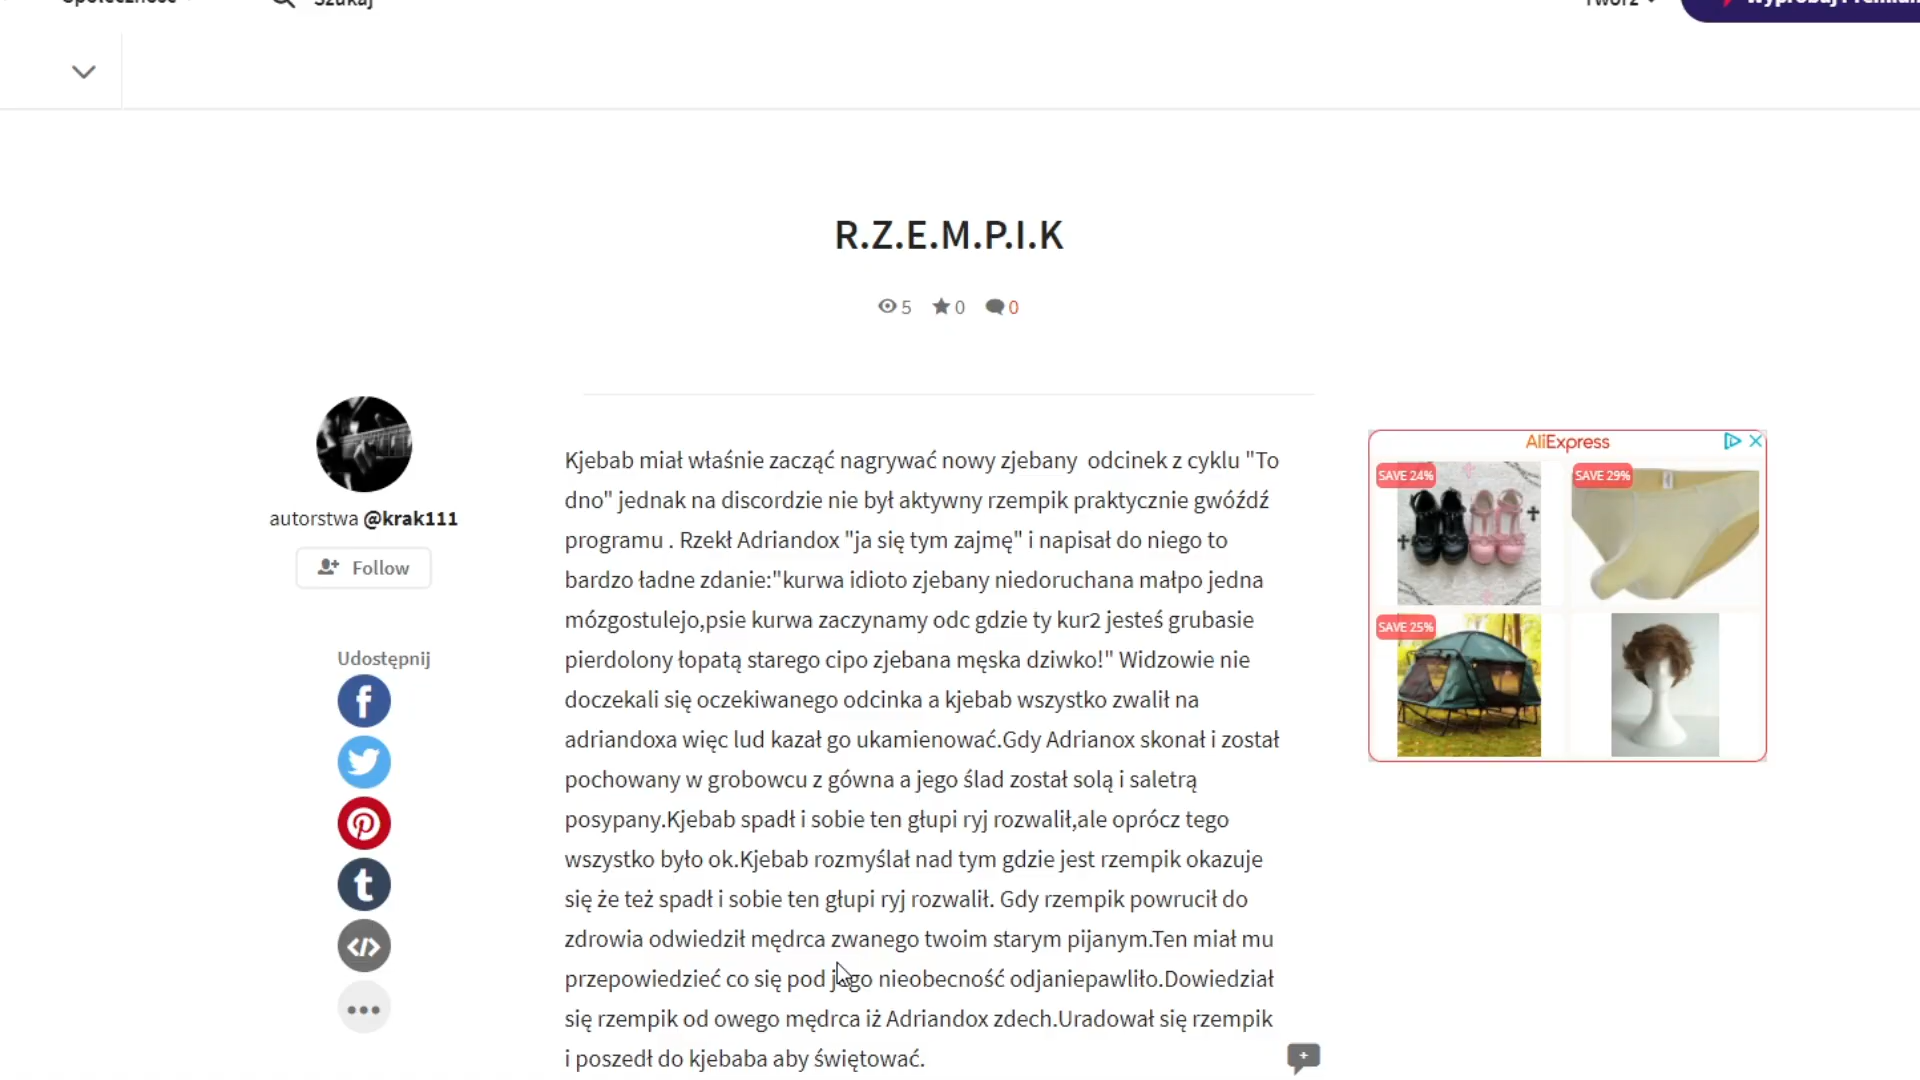 Społeczność
Szukaj
Twórz
Wypróbuj Premium
R.Z.E.M.P.I.K
5 0 0
autorstwa @krak111
Follow
Udostępnij
Kjebab miał właśnie zacząć nagrywać nowy zjebany  odcinek z cyklu "To
dno" jednak na discordzie nie był aktywny rzempik praktycznie gwóźdź
programu . Rzekł Adriandox "ja się tym zajmę" i napisał do niego to
bardzo ładne zdanie:"kurwa idioto zjebany niedoruchana małpo jedna
mózgostulejo,psie kurwa zaczynamy odc gdzie ty kur2 jesteś grubasie
pierdolony łopatą starego cipo zjebana męska dziwko!" Widzowie nie
doczekali się oczekiwanego odcinka a kjebab wszystko zwalił na
adriandoxa więc lud kazał go ukamienować.Gdy Adrianox skonał i został
pochowany w grobowcu z gówna a jego ślad został solą i saletrą
posypany.Kjebab spadł i sobie ten głupi ryj rozwalił,ale oprócz tego
wszystko było ok.Kjebab rozmyślał nad tym gdzie jest rzempik okazuje
się że też spadł i sobie ten głupi ryj rozwalił. Gdy rzempik powrucił do
zdrowia odwiedził mędrca zwanego twoim starym pijanym.Ten miał mu
przepowiedzieć co się pod jego nieobecność odjaniepawliło.Dowiedział
się rzempik od owego mędrca iż Adriandox zdech.Uradował się rzempik
i poszedł do kjebaba aby świętować.
AliExpress
SAVE 24%
SAVE 29%
SAVE 25%